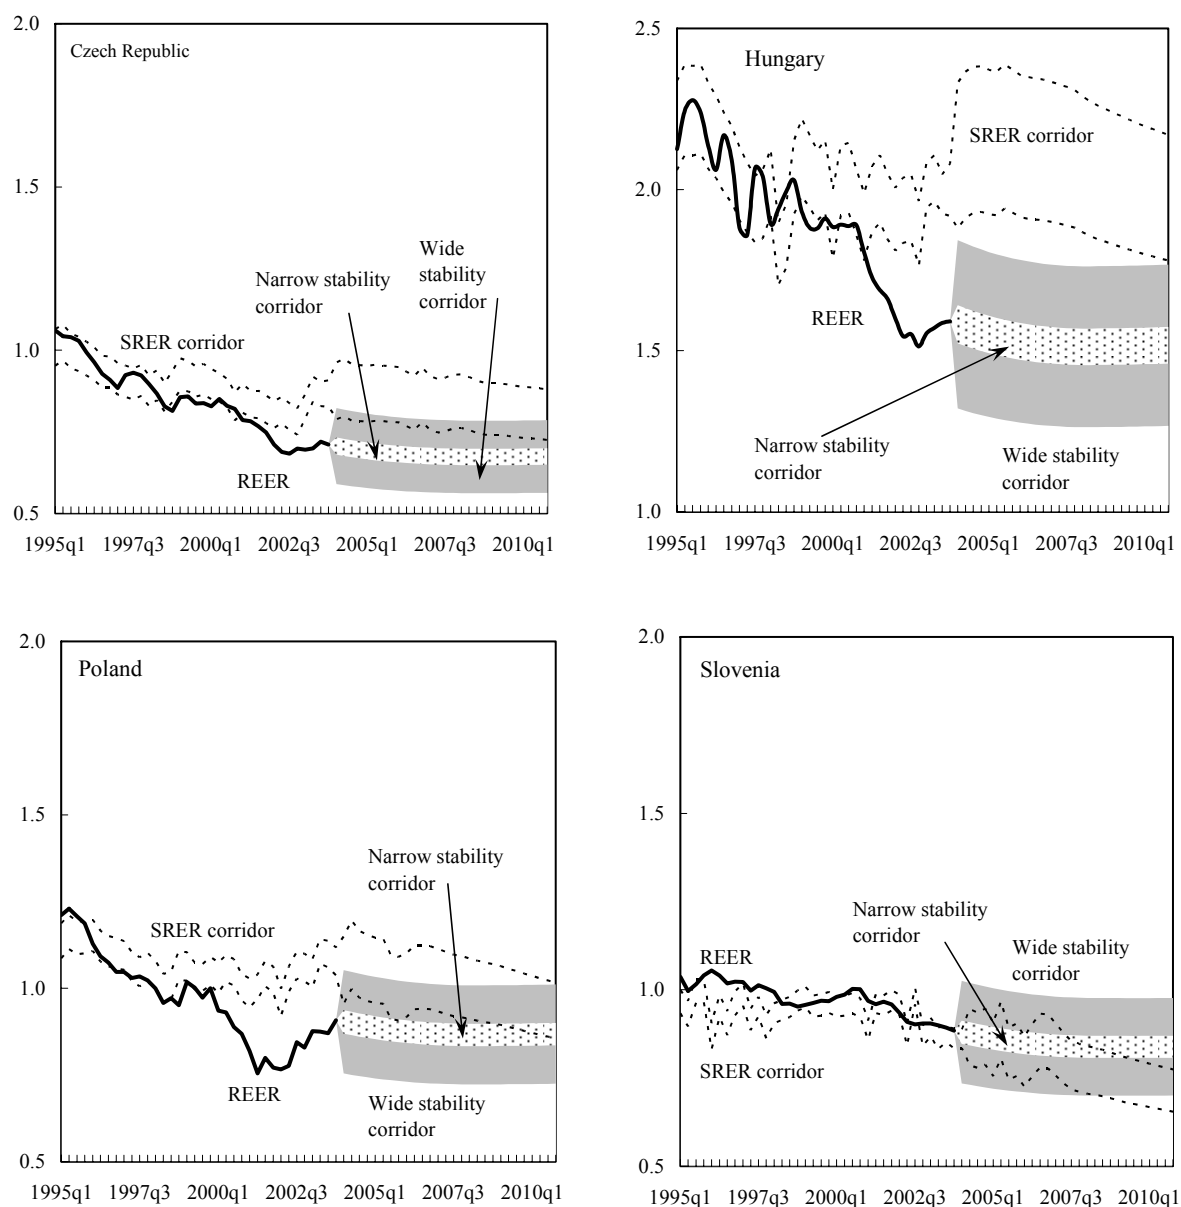 2.0
Czech Republic
1.5
Wide
stability
corridor
Narrow stability
corridor
SRER corridor
1.0
REER
0.5
1995q1 1997q3 2000q1 2002q3 2005q1 2007q3 2010q1
2.5
Hungary
SRER corridor
2.0
REER
1.5
Narrow stability
corridor
Wide stability
corridor
1.0
1995q1 1997q3 2000q1 2002q3 2005q1 2007q3 2010q1
2.0
Poland
1.5
Narrow stability
corridor
SRER corridor
1.0
REER
Wide stability
corridor
0.5
1995q1 1997q3 2000q1 2002q3 2005q1 2007q3 2010q1
2.0
Slovenia
1.5
Narrow stability
corridor
Wide stability
corridor
REER
1.0
SRER corridor
0.5
1995q1 1997q3 2000q1 2002q3 2005q1 2007q3 2010q1